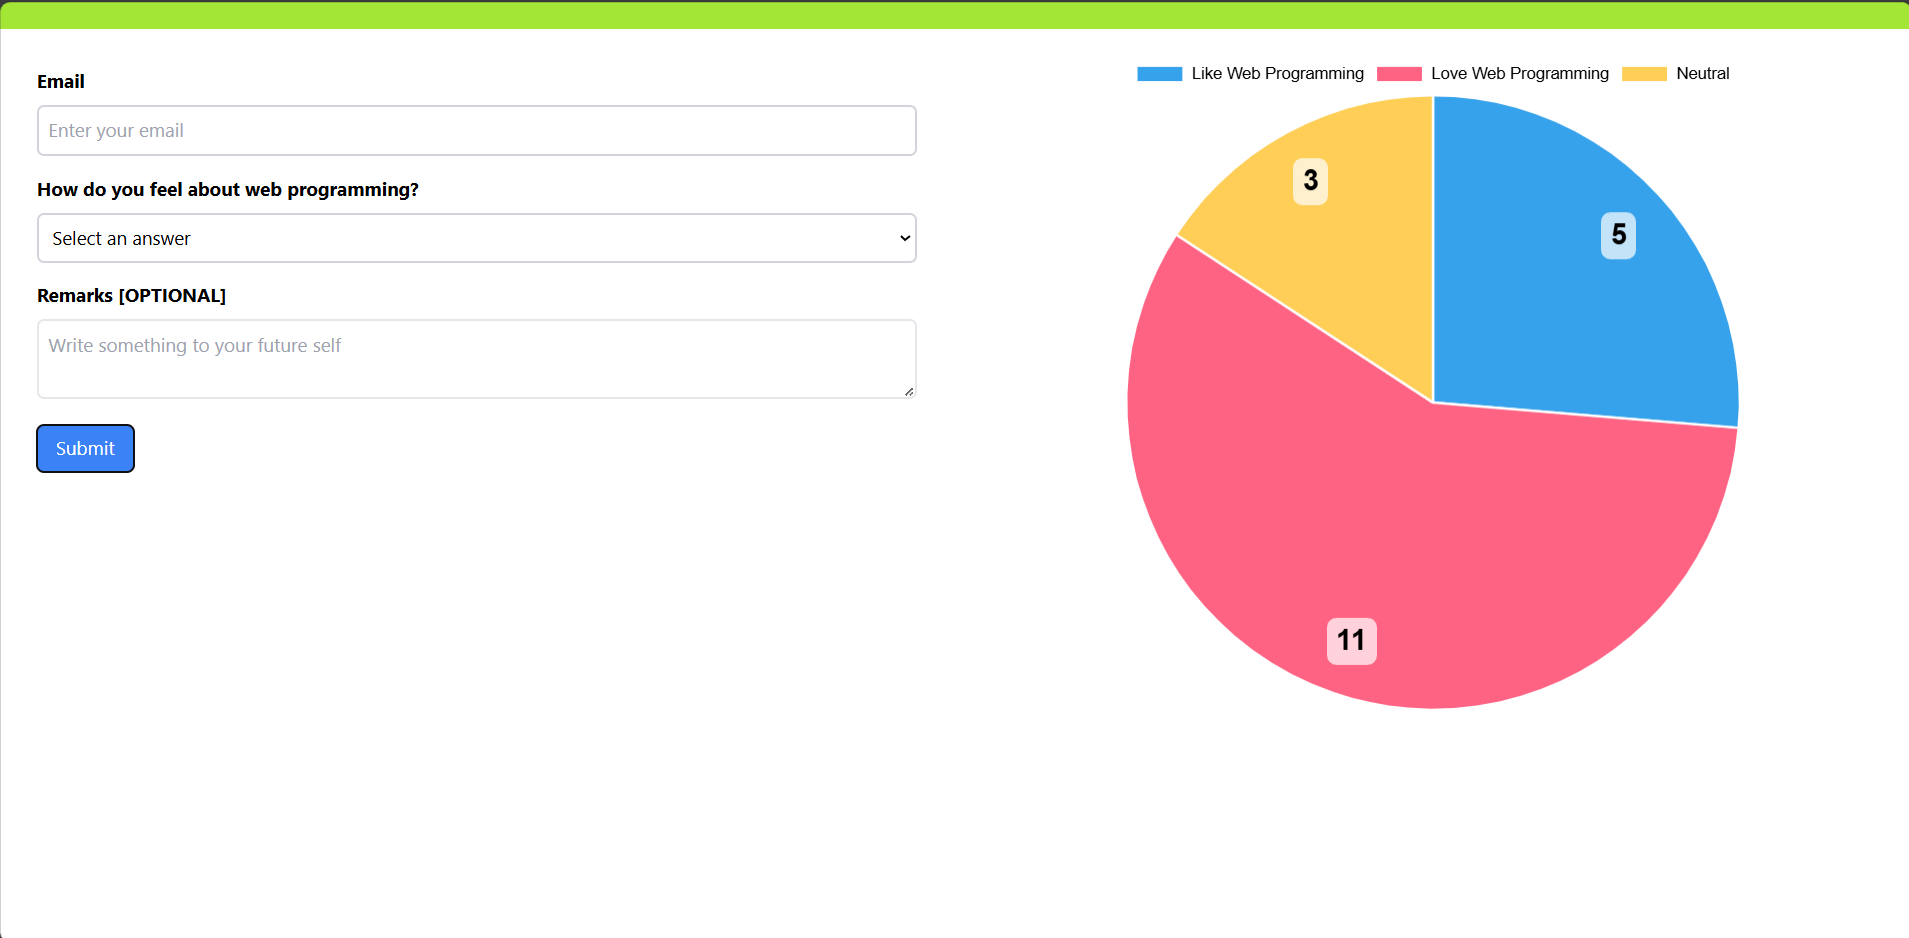 Email
Enter your email
How do you feel about web programming?
Select an answer
Remarks [OPTIONAL]
Write something to your future self
Submit
Like Web Programming Love Web Programming Neutral
3
5
11